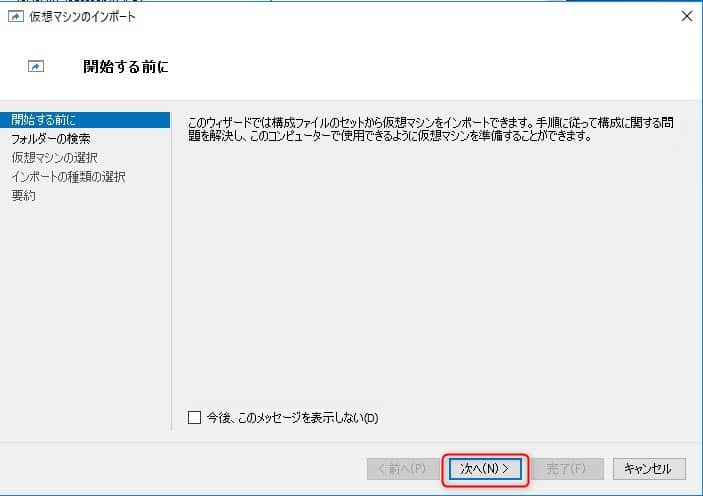 仮想マシンのインポート
開始する前に
開始する前に
フォルダーの検索
仮想マシンの選択
インポートの種類の選択
要約
このウィザードでは構成ファイルのセットから仮想マシンをインポートできます。手順に従って構成に関する問
題を解決し、このコンピューターで使用できるように仮想マシンを準備することができます。
今後、このメッセージを表示しない(D)
< 前へ(P)
次へ(N) >
完了(F)
キャンセル